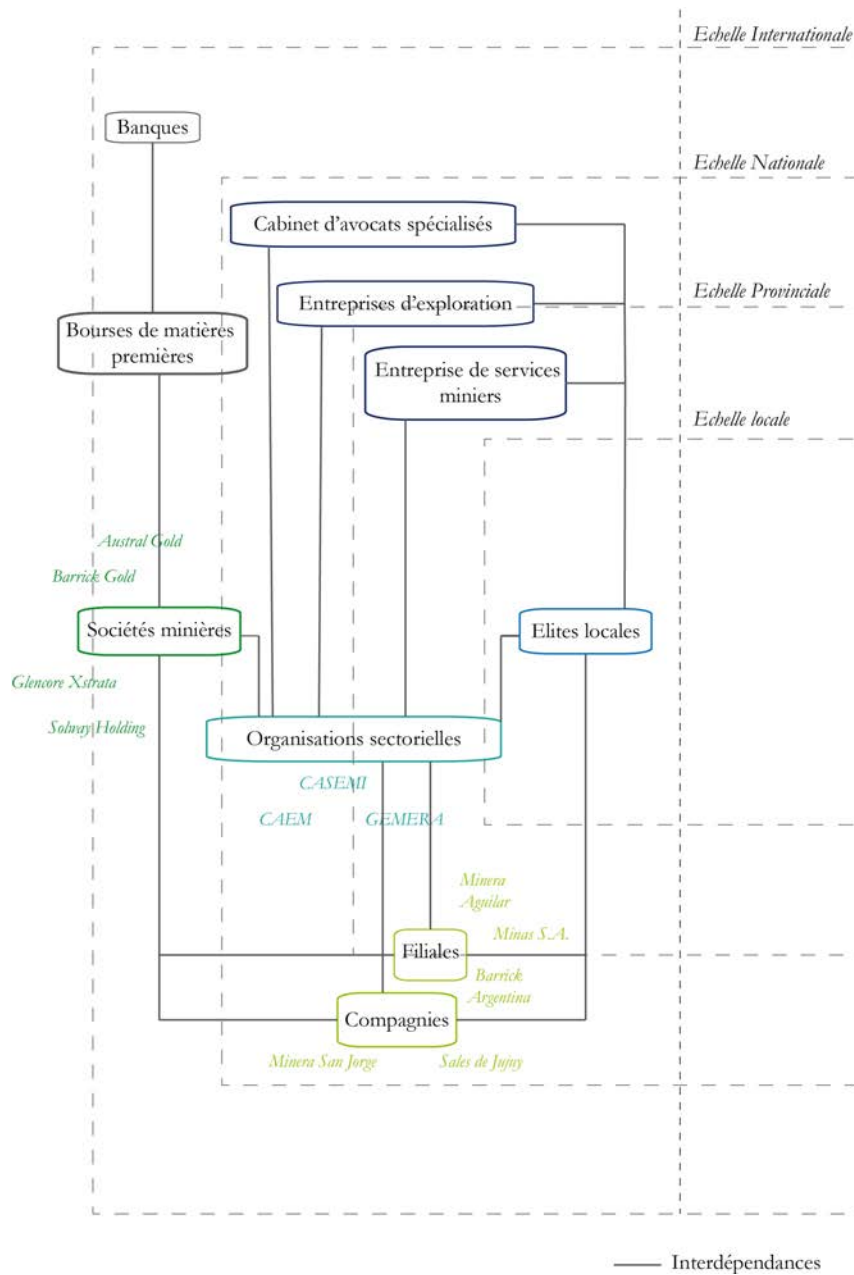 Echelle Internationale
Banques
Echelle Nationale
Cabinet d'avocats spécialisés
Entreprises d'exploration
Echelle Provinciale
Bourses de matières
premières
Entreprise de services
miniers
Echelle locale
Austral Gold
Barrick Gold
Sociétés minières
Elites locales
Glencore Xstrata
Solway Holding
Organisations sectorielles
CASEMI
CAEM
GEMERA
Minera
Aguilar
Minas S.A.
Filiales
Barrick
Argentina
Compagnies
Minera San Jorge
Sales de Jujuy
Interdépendances